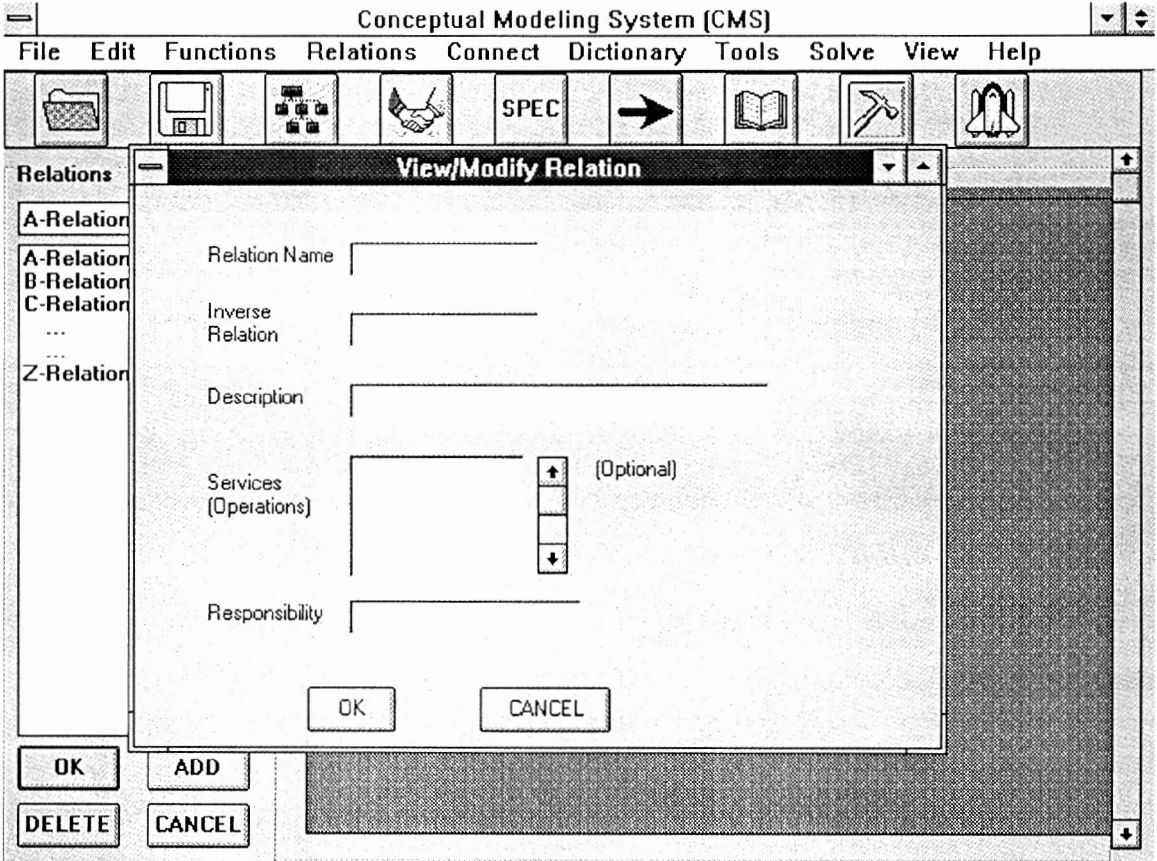 Conceptual Modeling System (CMS)
File Edit Functions Relations Connect Dictionary Tools Solve View Help
SPEC
Relations
View/Modify Relation
A-Relation
A-Relation
B-Relation
C-Relation
...
...
Z-Relation
Relation Name
Inverse
Relation
Description
Services
(Operations)
(Optional)
Responsibility
OK CANCEL
OK ADD
DELETE CANCEL